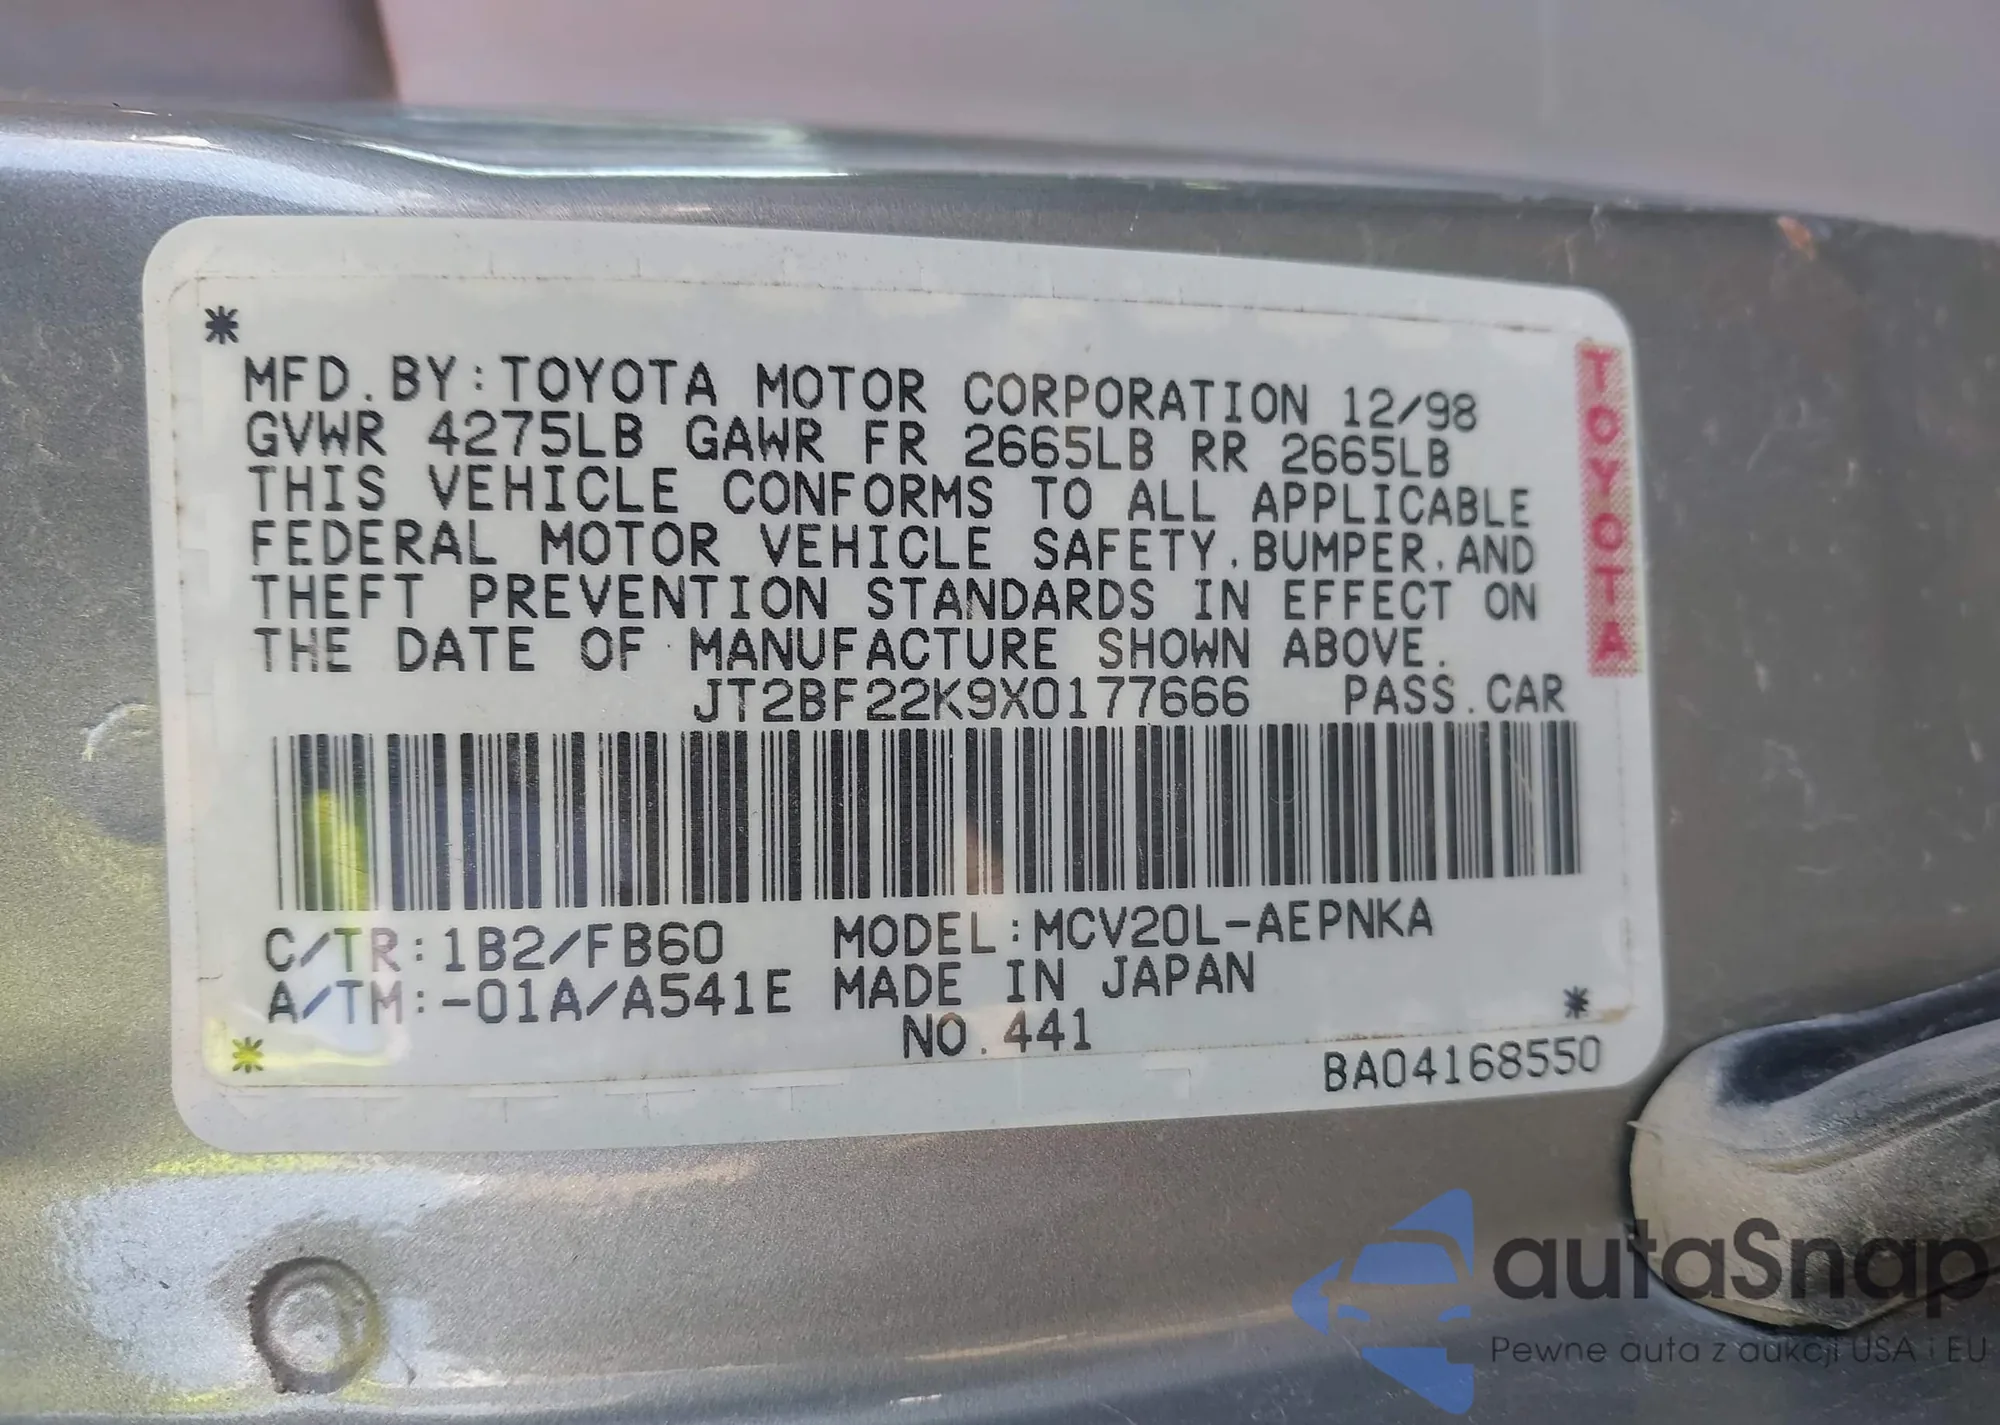 *
MFD.BY:TOYOTA MOTOR CORPORATION 12/98
GVWR 4275LB GAWR FR 2665LB RR 2665LB
THIS VEHICLE CONFORMS TO ALL APPLICABLE
FEDERAL MOTOR VEHICLE SAFETY.BUMPER.AND
THEFT PREVENTION STANDARDS IN EFFECT ON
THE DATE OF MANUFACTURE SHOWN ABOVE.
JT2BF22K9X0177666 PASS.CAR
C/TR:1B2/FB60 MODEL:MCV20L-AEPNKA
A/TM:-01A/A541E MADE IN JAPAN
* NO.441 *
BA04168550
TOYOTA
autaSnap
Pewne auta z aukcji USA i EU